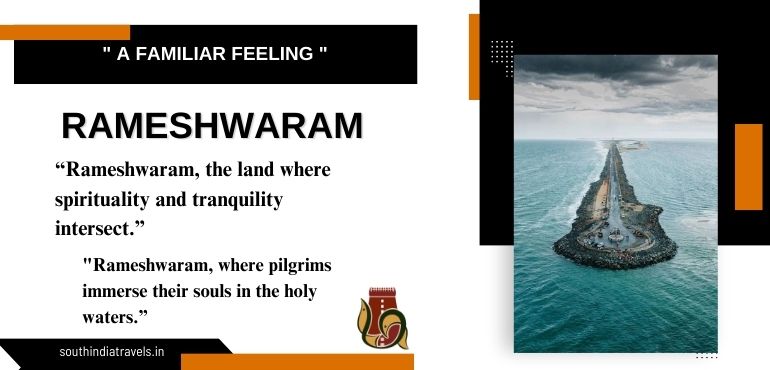 " A FAMILIAR FEELING "
RAMESHWARAM
“Rameshwaram, the land where
spirituality and tranquility
intersect.”
"Rameshwaram, where pilgrims
immerse their souls in the holy
waters.”
southindiatravels.in